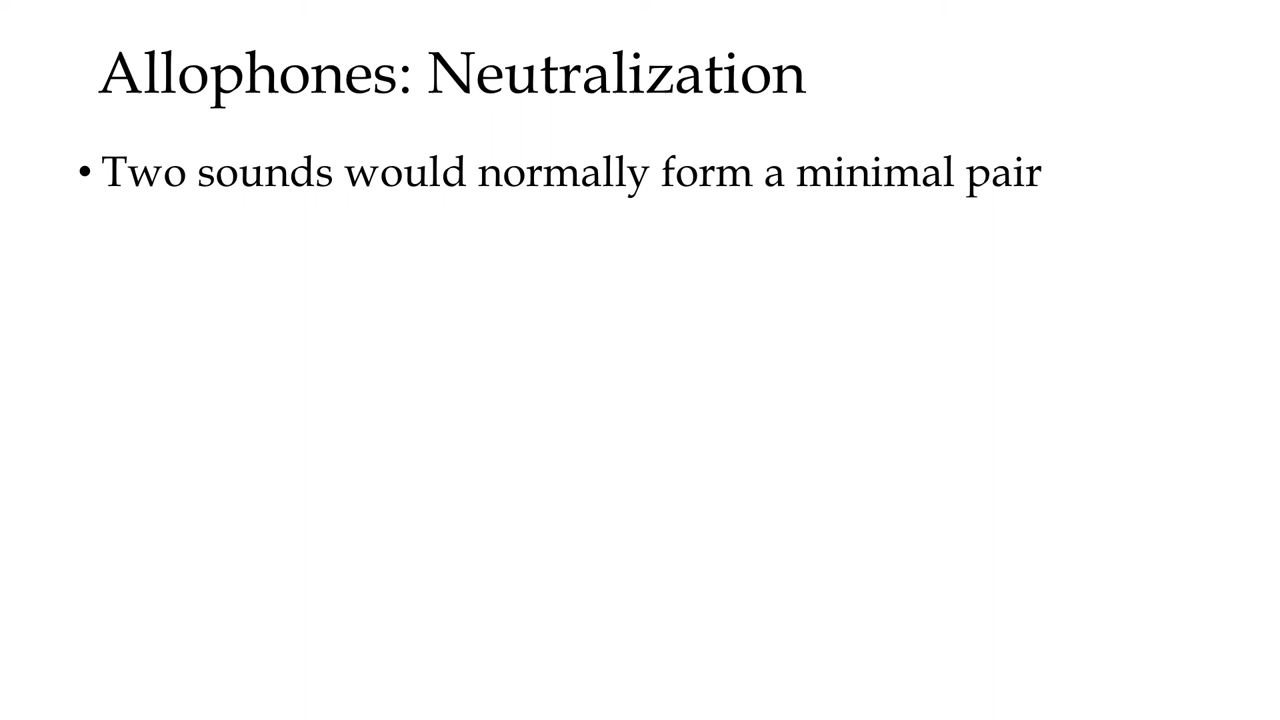 Allophones: Neutralization
• Two sounds would normally form a minimal pair